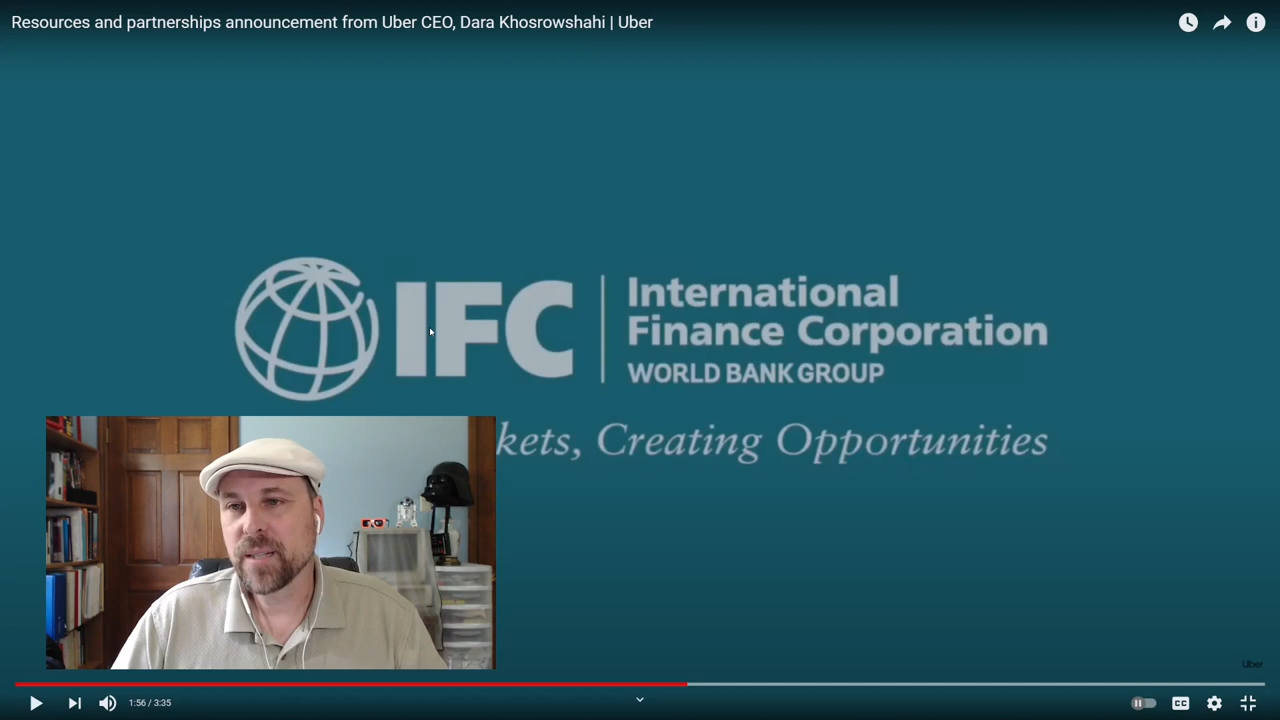 Resources and partnerships announcement from Uber CEO, Dara Khosrowshahi | Uber
IFC
International
Finance Corporation
WORLD BANK GROUP
kets, Creating Opportunities
Uber
1:56 / 3:35
CC